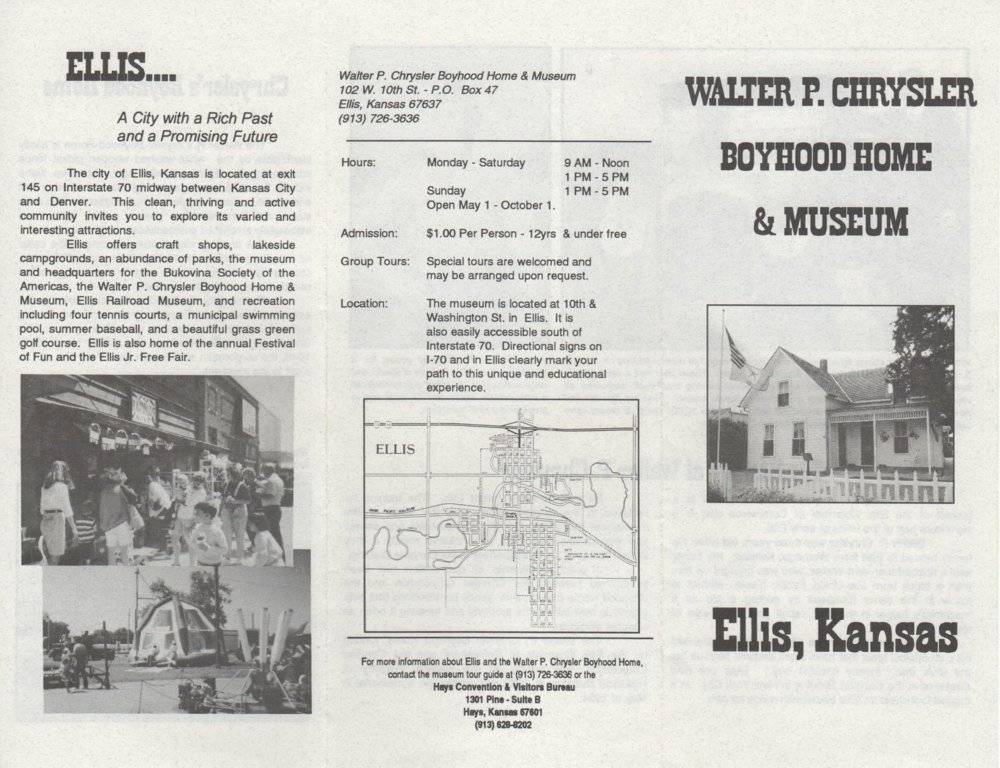 ELLIS....
A City with a Rich Past
and a Promising Future
The city of Ellis, Kansas is located at exit
145 on Interstate 70 midway between Kansas City
and Denver. This clean, thriving and active
community invites you to explore its varied and
interesting attractions.
Ellis offers craft shops, lakeside
campgrounds, an abundance of parks, the museum
and headquarters for the Bukovina Society of the
Americas, the Walter P. Chrysler Boyhood Home &
Museum, Ellis Railroad Museum, and recreation
including four tennis courts, a municipal swimming
pool, summer baseball, and a beautiful grass green
golf course. Ellis is also home of the annual Festival
of Fun and the Ellis Jr. Free Fair.
Walter P. Chrysler Boyhood Home & Museum
102 W. 10th St. - P.O. Box 47
Ellis, Kansas 67637
(913) 726-3636
Hours: Monday - Saturday 9 AM - Noon
1 PM - 5 PM
Sunday 1 PM - 5 PM
Open May 1 - October 1.
Admission: $1.00 Per Person - 12yrs & under free
Group Tours: Special tours are welcomed and
may be arranged upon request.
Location: The museum is located at 10th &
Washington St. in Ellis. It is
also easily accessible south of
Interstate 70. Directional signs on
I-70 and in Ellis clearly mark your
path to this unique and educational
experience.
ELLIS
For more information about Ellis and the Walter P. Chrysler Boyhood Home,
contact the museum tour guide at (913) 726-3636 or the
Hays Convention & Visitors Bureau
1301 Pine - Suite B
Hays, Kansas 67601
(913) 628-8202
WALTER P. CHRYSLER
BOYHOOD HOME
& MUSEUM
Ellis, Kansas